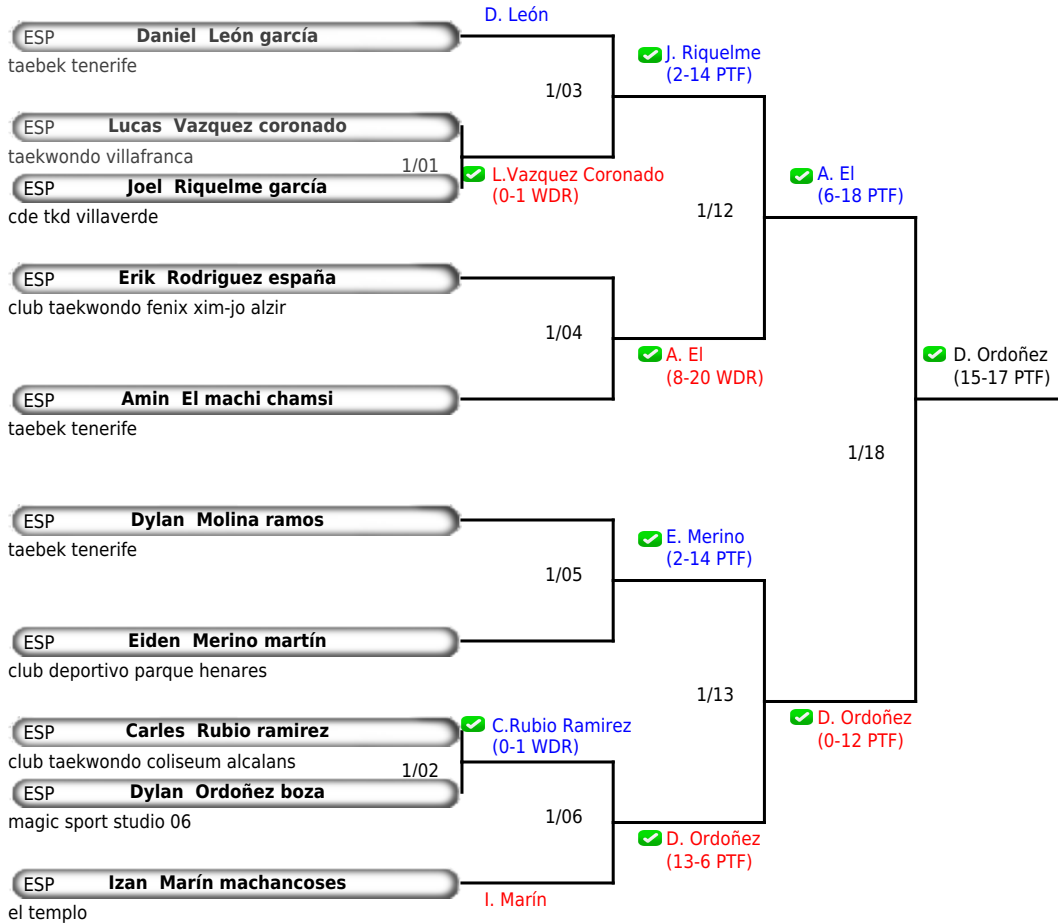 D. León
ESP Daniel León garcía
taebek tenerife
J. Riquelme
(2-14 PTF)
1/03
ESP Lucas Vazquez coronado
taekwondo villafranca
1/01
L.Vazquez Coronado
(0-1 WDR)
ESP Joel Riquelme garcía
cde tkd villaverde
A. El
(6-18 PTF)
1/12
ESP Erik Rodriguez españa
club taekwondo fenix xim-jo alzir
1/04
A. El
(8-20 WDR)
D. Ordoñez
(15-17 PTF)
ESP Amin El machi chamsi
taebek tenerife
1/18
ESP Dylan Molina ramos
taebek tenerife
E. Merino
(2-14 PTF)
1/05
ESP Eiden Merino martín
club deportivo parque henares
1/13
D. Ordoñez
(0-12 PTF)
ESP Carles Rubio ramirez
club taekwondo coliseum alcalans
C.Rubio Ramirez
(0-1 WDR)
1/02
ESP Dylan Ordoñez boza
magic sport studio 06
1/06
D. Ordoñez
(13-6 PTF)
ESP Izan Marín machancoses
el templo
I. Marín